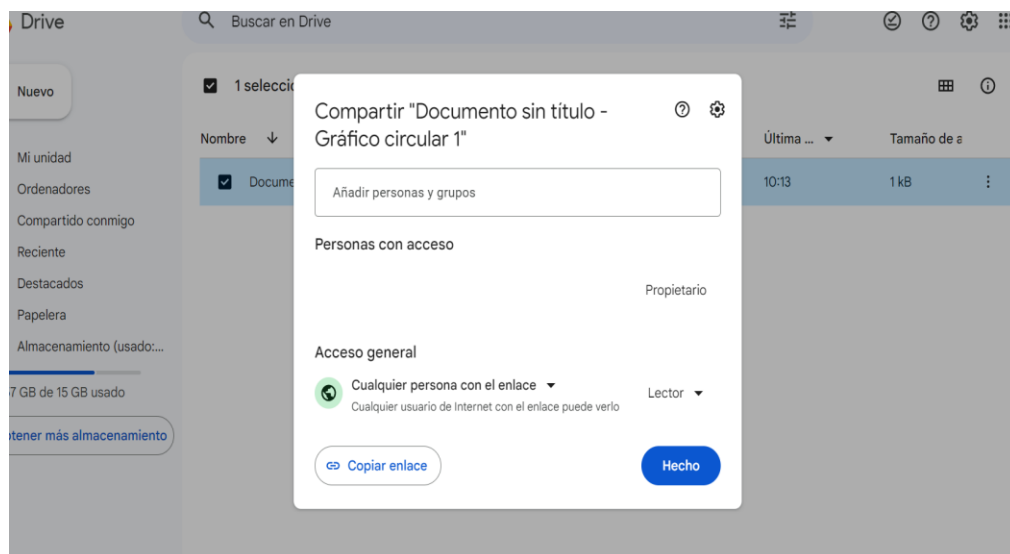 Drive
Buscar en Drive
Nuevo
1 selecci
Nombre
Última ...
Tamaño de a
Docume
10:13
1 kB
Mi unidad
Ordenadores
Compartido conmigo
Reciente
Destacados
Papelera
Almacenamiento (usado:...
7 GB de 15 GB usado
tener más almacenamiento
Compartir "Documento sin título -
Gráfico circular 1"
Añadir personas y grupos
Personas con acceso
Propietario
Acceso general
Cualquier persona con el enlace
Lector
Cualquier usuario de Internet con el enlace puede verlo
Copiar enlace
Hecho